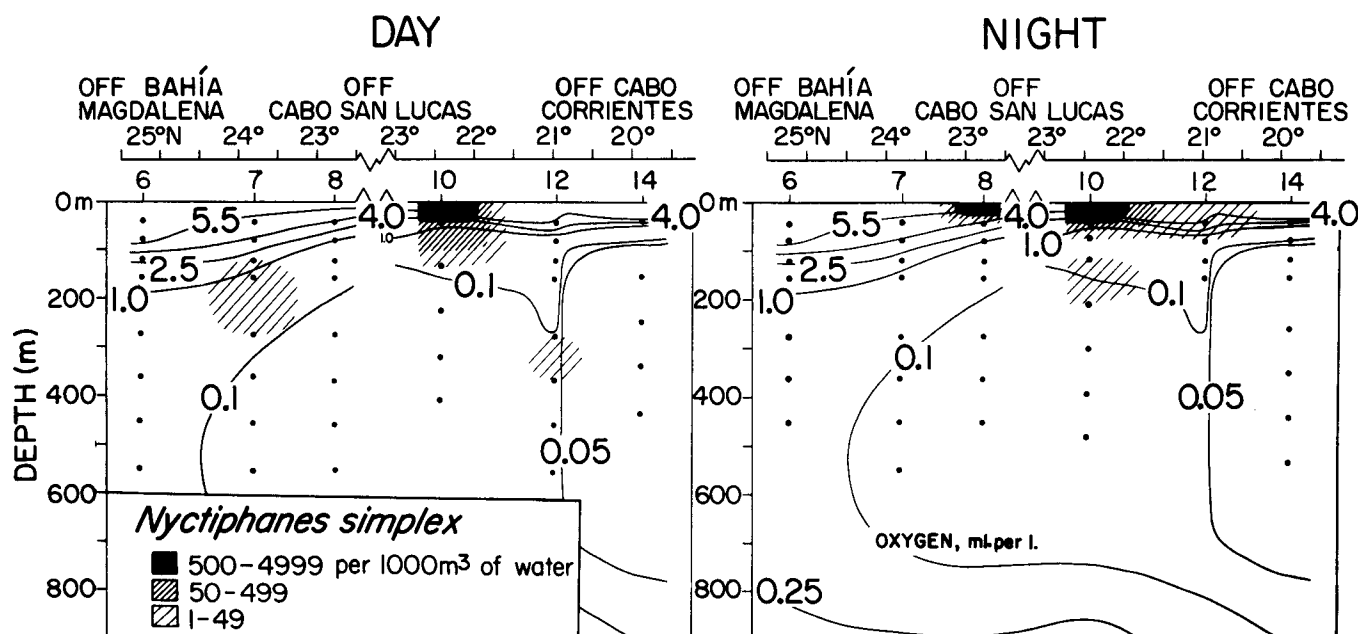 DAY
OFF BAHÍA MAGDALENA
OFF CABO SAN LUCAS
OFF CABO CORRIENTES
25°N 24° 23° 23° 22° 21° 20°
6 7 8 10 12 14
0m
200
400
600
800
DEPTH (m)
5.5
4.0
4.0
1.0
2.5
1.0
0.1
0.1
0.05
Nyctiphanes simplex
500-4999 per 1000m³ of water
50-499
1-49
NIGHT
OFF BAHÍA MAGDALENA
OFF CABO SAN LUCAS
OFF CABO CORRIENTES
25°N 24° 23° 23° 22° 21° 20°
6 7 8 10 12 14
0m
200
400
600
800
5.5
4.0
4.0
1.0
2.5
1.0
0.1
0.1
0.05
OXYGEN, ml. per l.
0.25